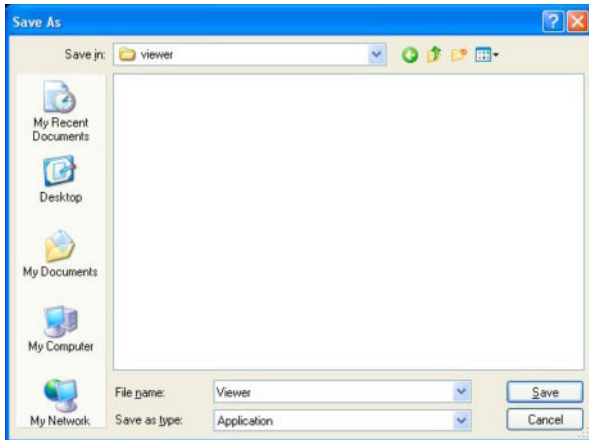 Save As
Save in: viewer
My Recent
Documents
Desktop
My Documents
My Computer
My Network
File name: Viewer Save
Save as type: Application Cancel